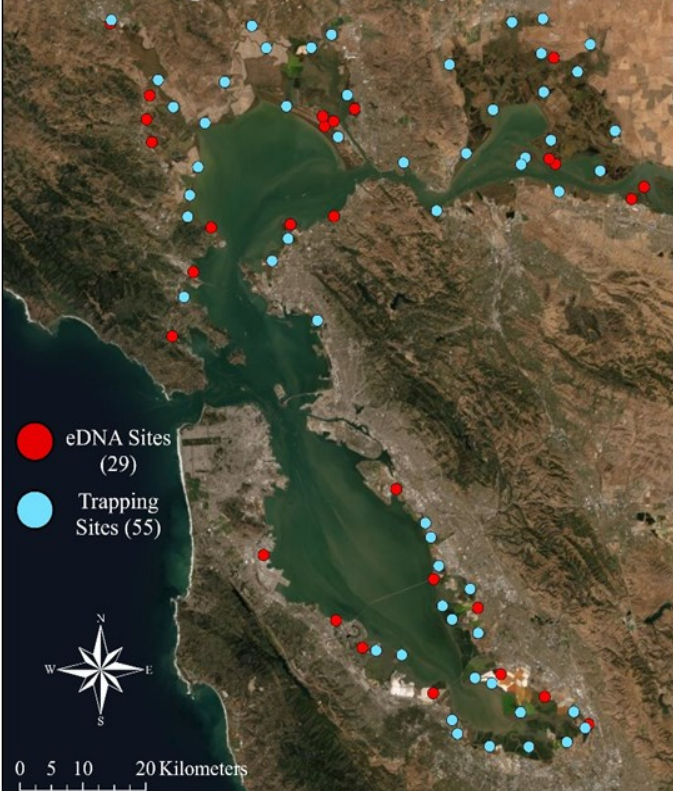 eDNA Sites
(29)
Trapping
Sites (55)
N
W E
S
0 5 10 20 Kilometers